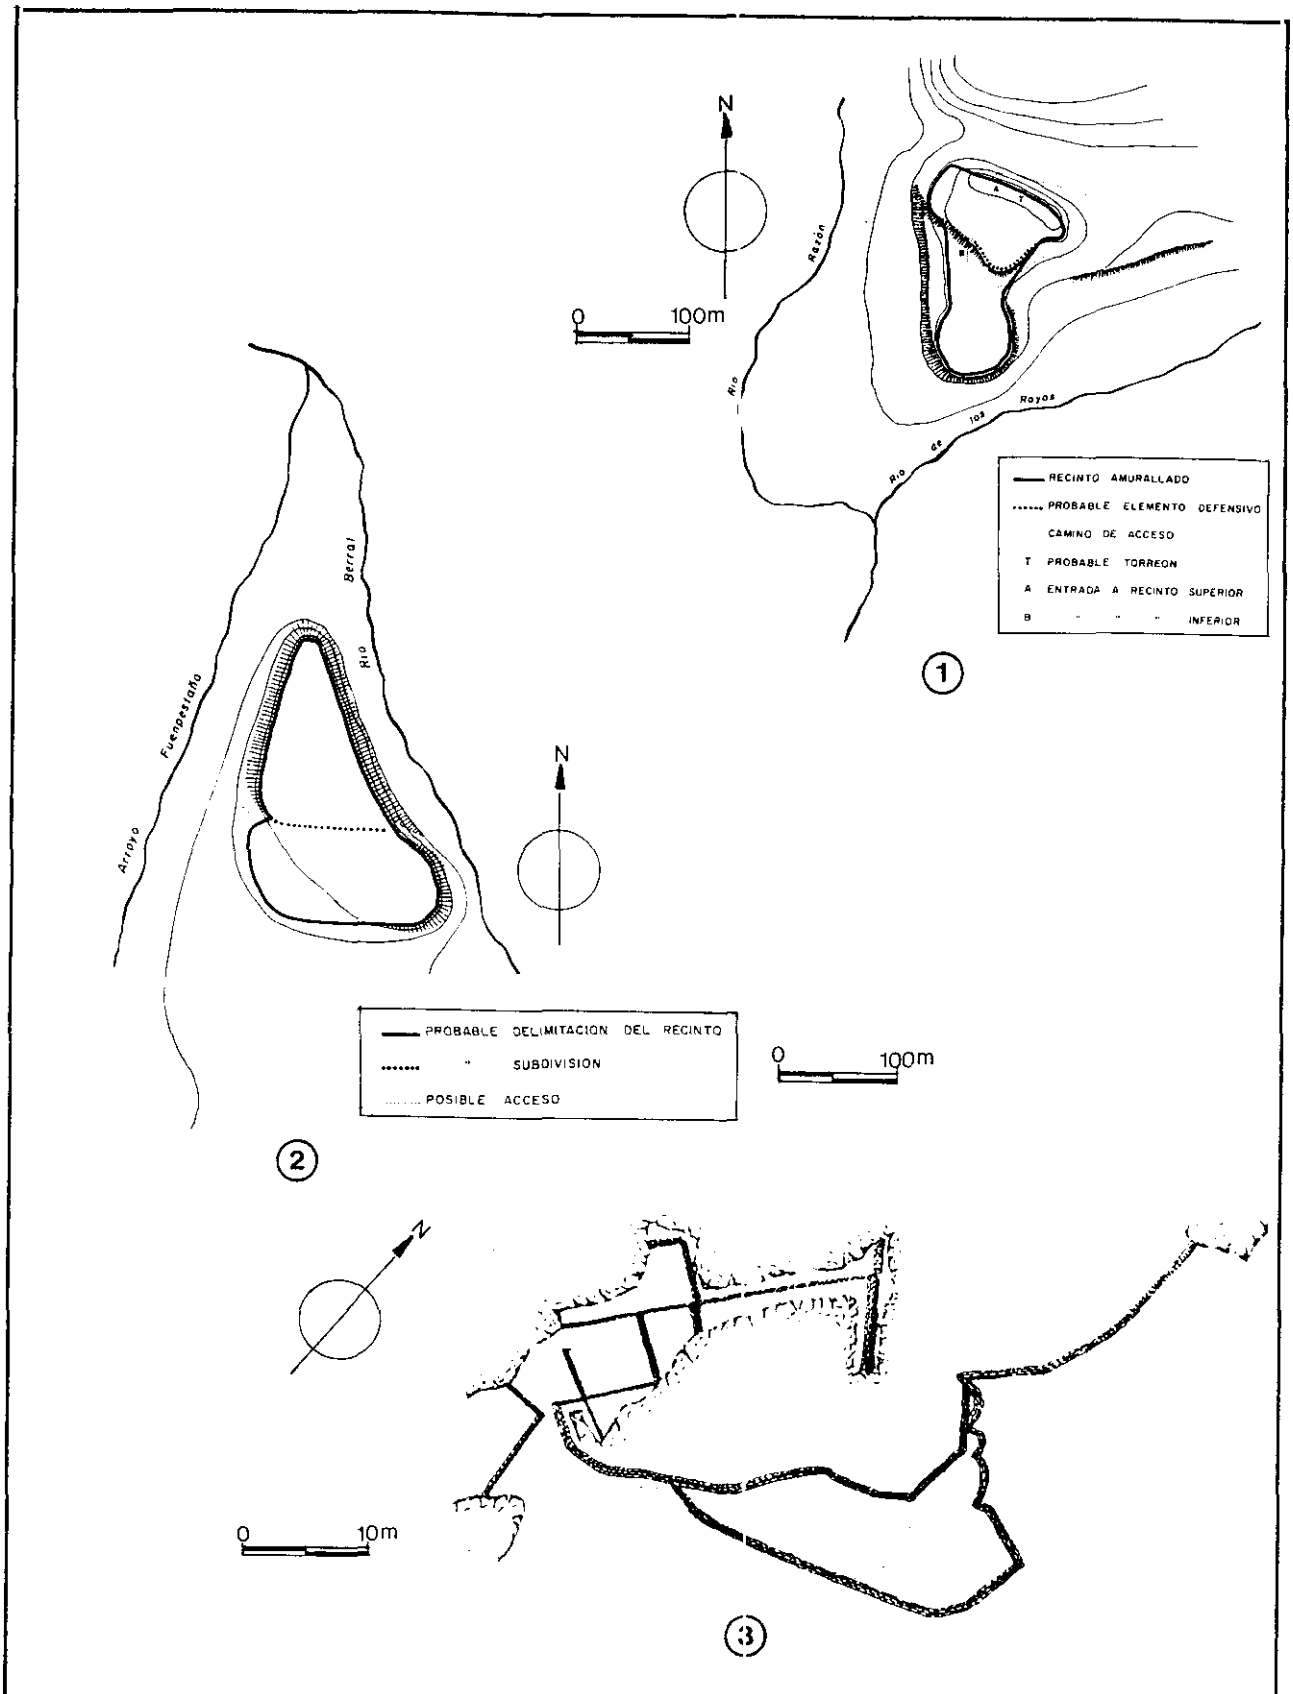 N
Río Razón
0 100m
Río de los Royos
RECINTO AMURALLADO
PROBABLE ELEMENTO DEFENSIVO
CAMINO DE ACCESO
T PROBABLE TORREON
A ENTRADA A RECINTO SUPERIOR
B " " " INFERIOR
A
T
B
1
Arroyo Fuenpestaño
Río Berral
N
PROBABLE DELIMITACION DEL RECINTO
" SUBDIVISION
POSIBLE ACCESO
0 100m
2
N
0 10m
3